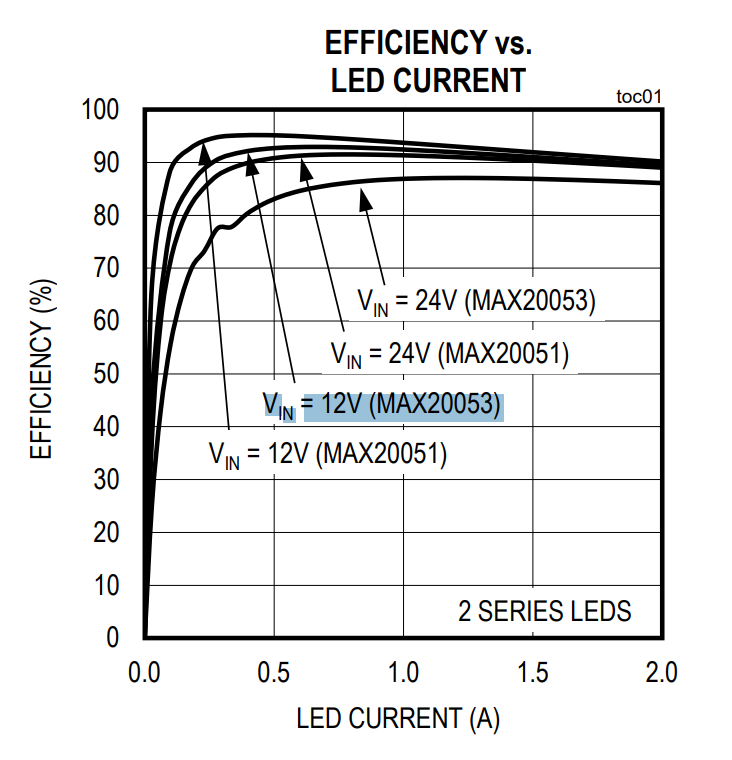 EFFICIENCY vs.
LED CURRENT
toc01
EFFICIENCY (%)
100
90
80
70
60
50
40
30
20
10
0
VIN = 24V (MAX20053)
VIN = 24V (MAX20051)
VIN = 12V (MAX20053)
VIN = 12V (MAX20051)
2 SERIES LEDS
0.0 0.5 1.0 1.5 2.0
LED CURRENT (A)